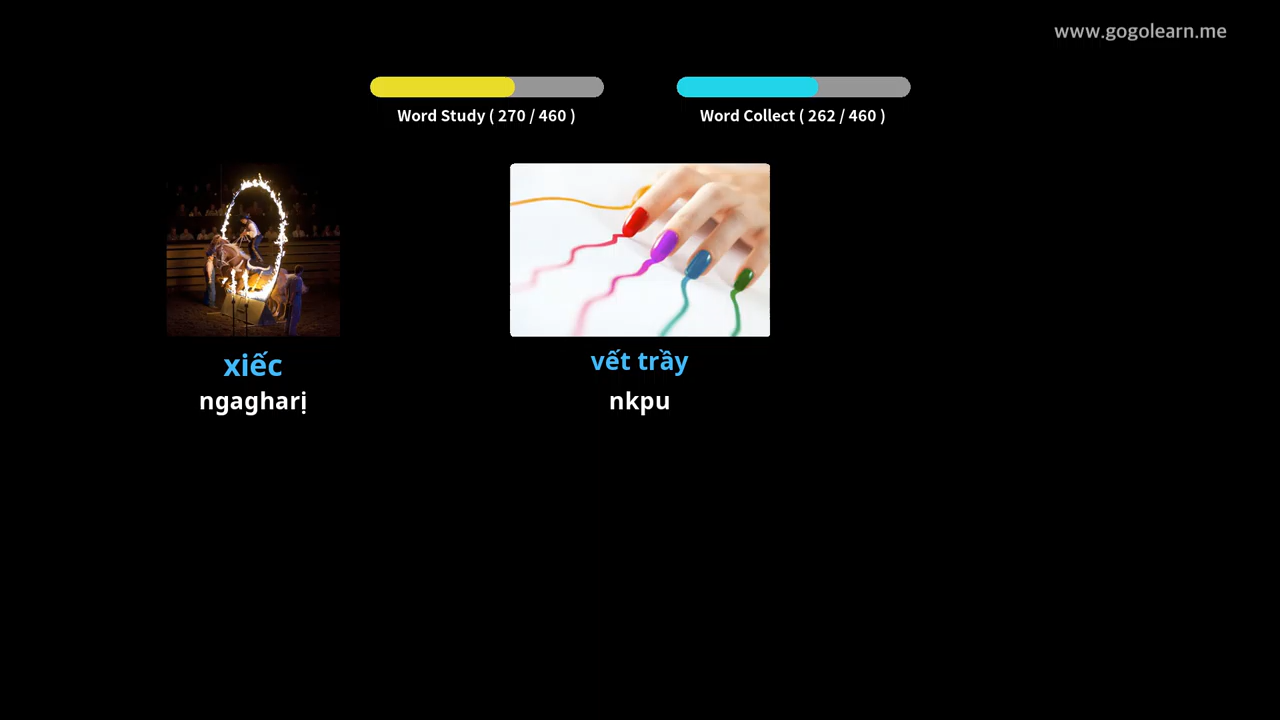 www.gogolearn.me
Word Study ( 270 / 460 )
Word Collect ( 262 / 460 )
xiếc
vết trầy
ngagharị
nkpu